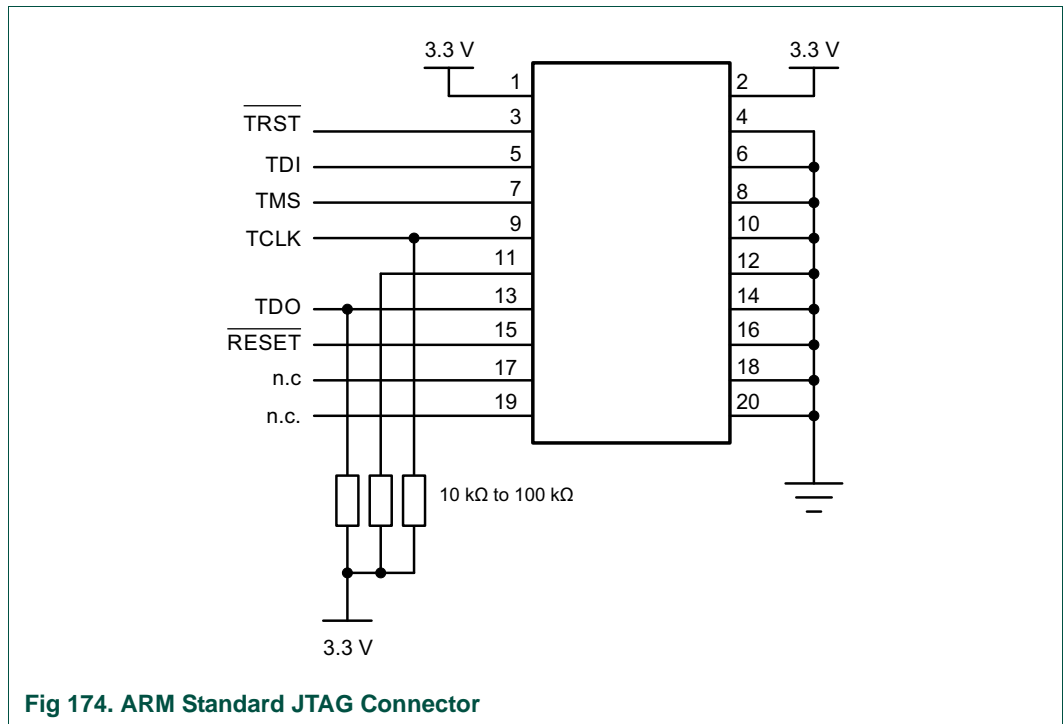 3.3 V 3.3 V
1 2
TRST 3 4
TDI 5 6
TMS 7 8
TCLK 9 10
11 12
TDO 13 14
RESET 15 16
n.c 17 18
n.c. 19 20
10 kΩ to 100 kΩ
3.3 V
Fig 174. ARM Standard JTAG Connector